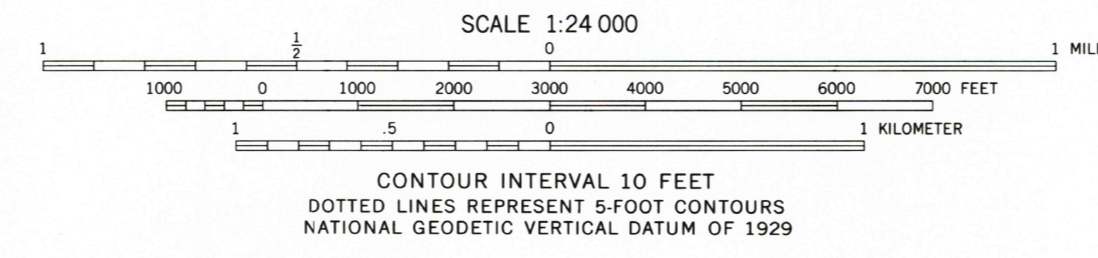 SCALE 1:24 000
1 1/2 0 1 MILE
1000 0 1000 2000 3000 4000 5000 6000 7000 FEET
1 .5 0 1 KILOMETER
CONTOUR INTERVAL 10 FEET
DOTTED LINES REPRESENT 5-FOOT CONTOURS
NATIONAL GEODETIC VERTICAL DATUM OF 1929